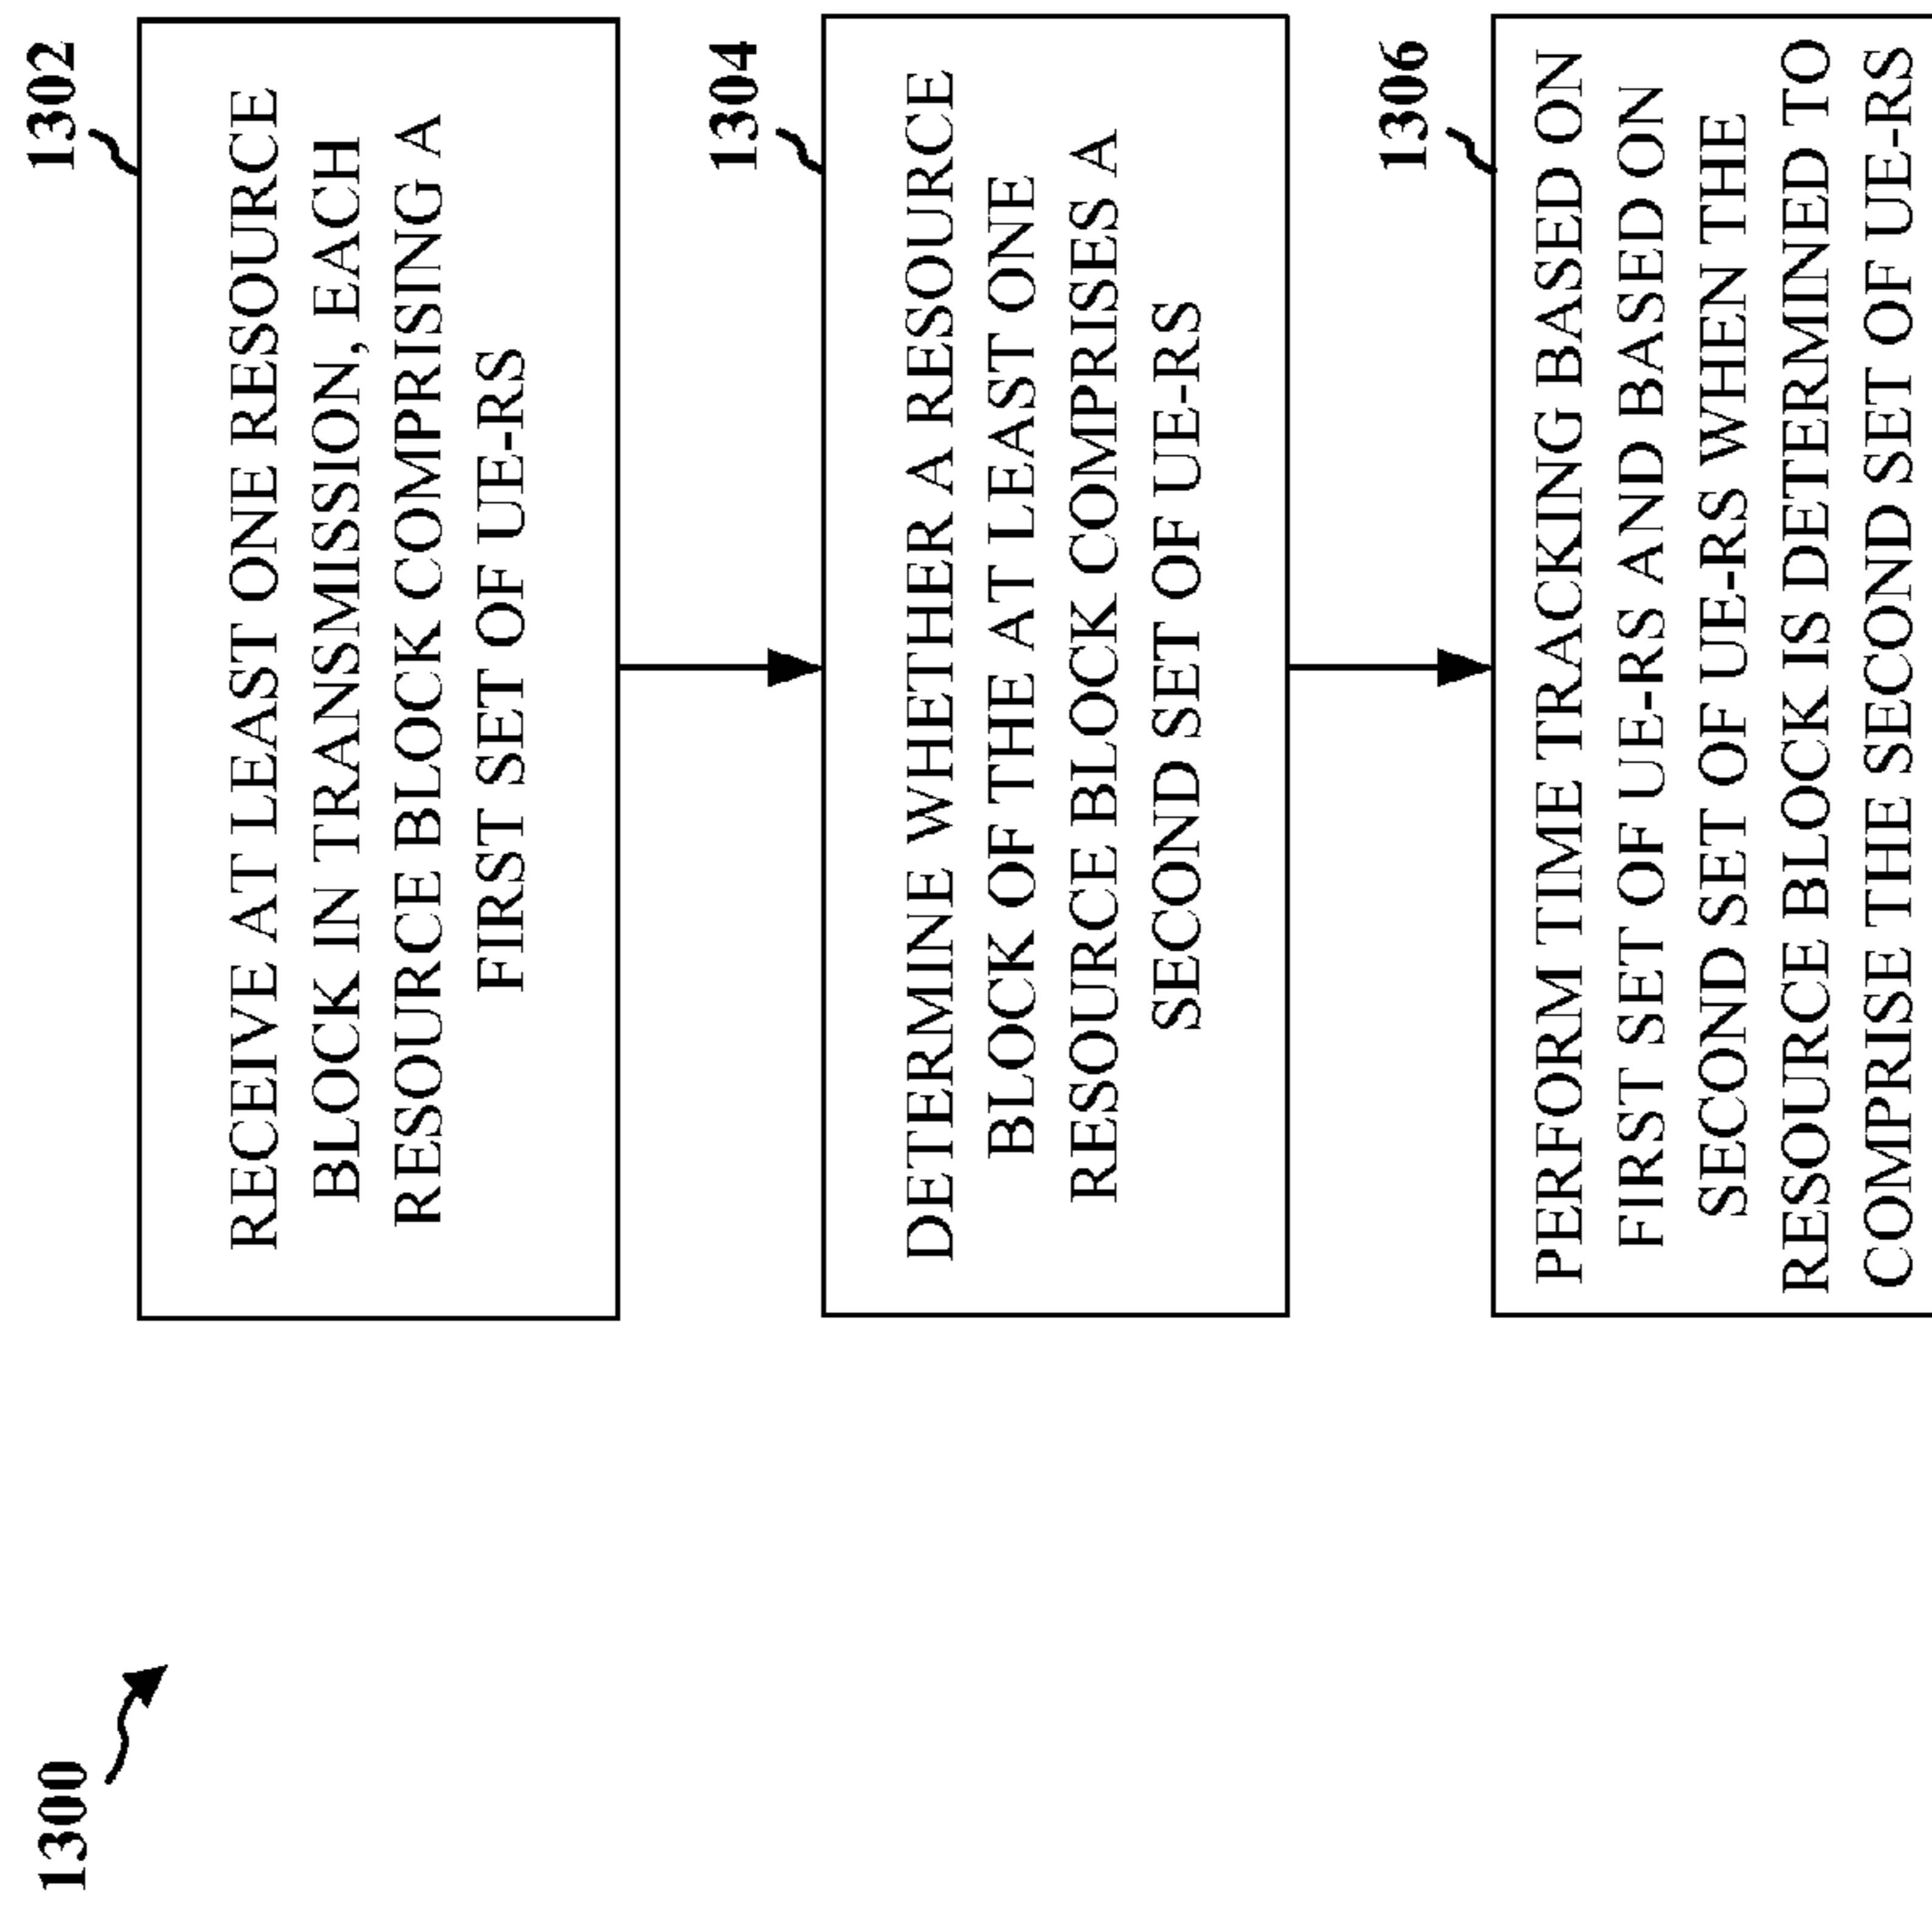 1300
1302
RECEIVE AT LEAST ONE RESOURCE
BLOCK IN TRANSMISSION, EACH
RESOURCE BLOCK COMPRISING A
FIRST SET OF UE-RS
1304
DETERMINE WHETHER A RESOURCE
BLOCK OF THE AT LEAST ONE
RESOURCE BLOCK COMPRISES A
SECOND SET OF UE-RS
1306
PERFORM TIME TRACKING BASED ON
FIRST SET OF UE-RS AND BASED ON
SECOND SET OF UE-RS WHEN THE
RESOURCE BLOCK IS DETERMINED TO
COMPRISE THE SECOND SET OF UE-RS